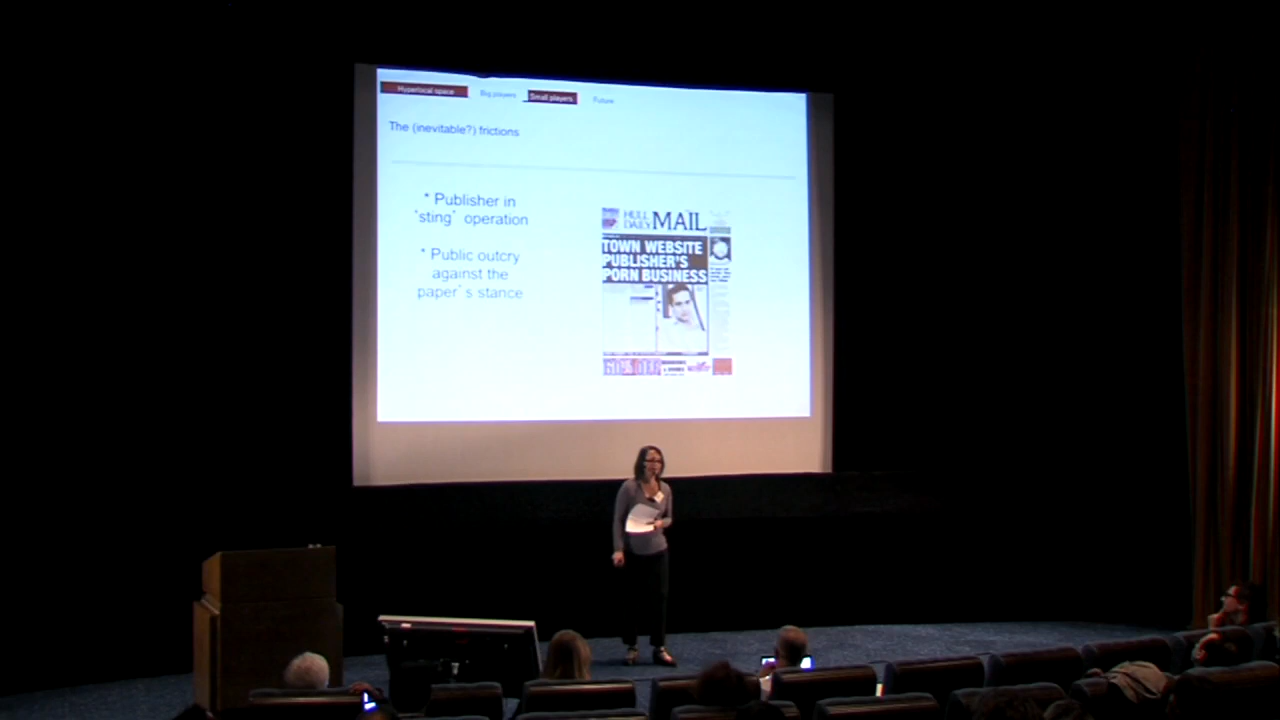 Hyperlocal space Big players Small players Future
The (inevitable?) frictions
* Publisher in
`sting` operation
* Public outcry
against the
paper`s stance
HULL
DAILY MAIL
TOWN WEBSITE
PUBLISHER'S
PORN BUSINESS